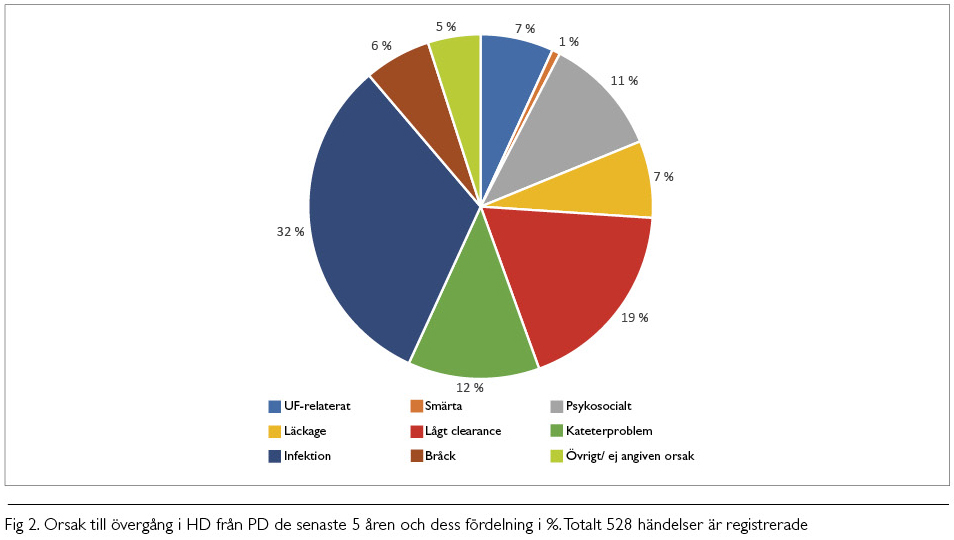 5 %
7 %
1 %
6 %
11 %
7 %
32 %
19 %
12 %
UF-relaterat Smärta Psykosocialt
Läckage Lågt clearance Kateterproblem
Infektion Bråck Övrigt/ ej angiven orsak
Fig 2. Orsak till övergång i HD från PD de senaste 5 åren och dess fördelning i %. Totalt 528 händelser är registrerade